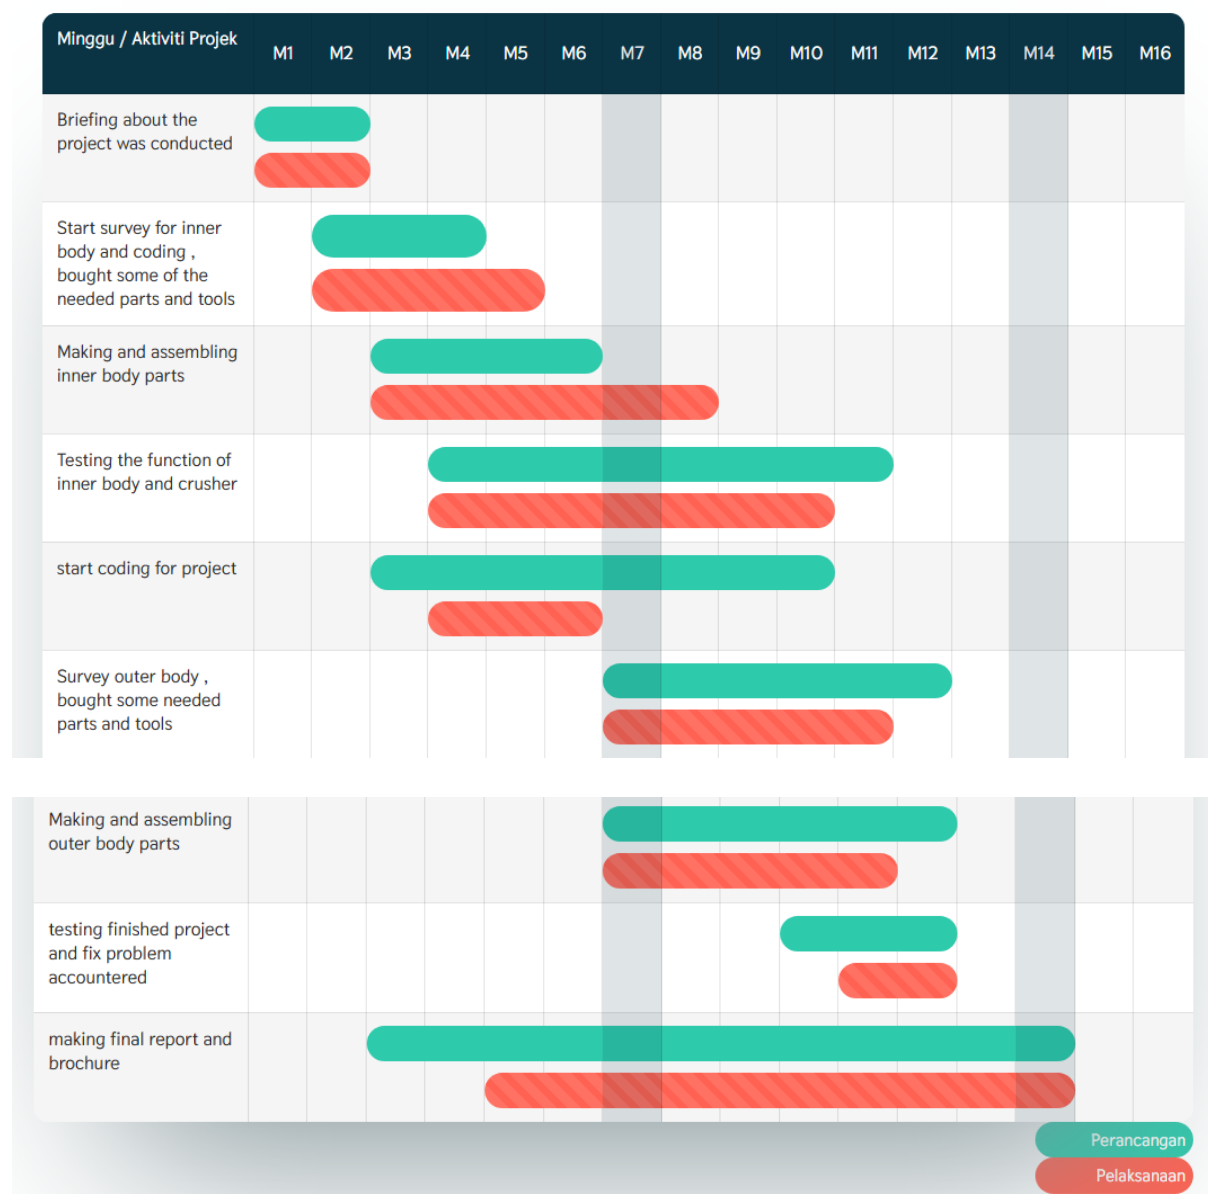 Minggu / Aktiviti Projek
M1 M2 M3 M4 M5 M6 M7 M8 M9 M10 M11 M12 M13 M14 M15 M16
Briefing about the
project was conducted
Start survey for inner
body and coding ,
bought some of the
needed parts and tools
Making and assembling
inner body parts
Testing the function of
inner body and crusher
start coding for project
Survey outer body ,
bought some needed
parts and tools
Making and assembling
outer body parts
testing finished project
and fix problem
accountered
making final report and
brochure
Perancangan
Pelaksanaan